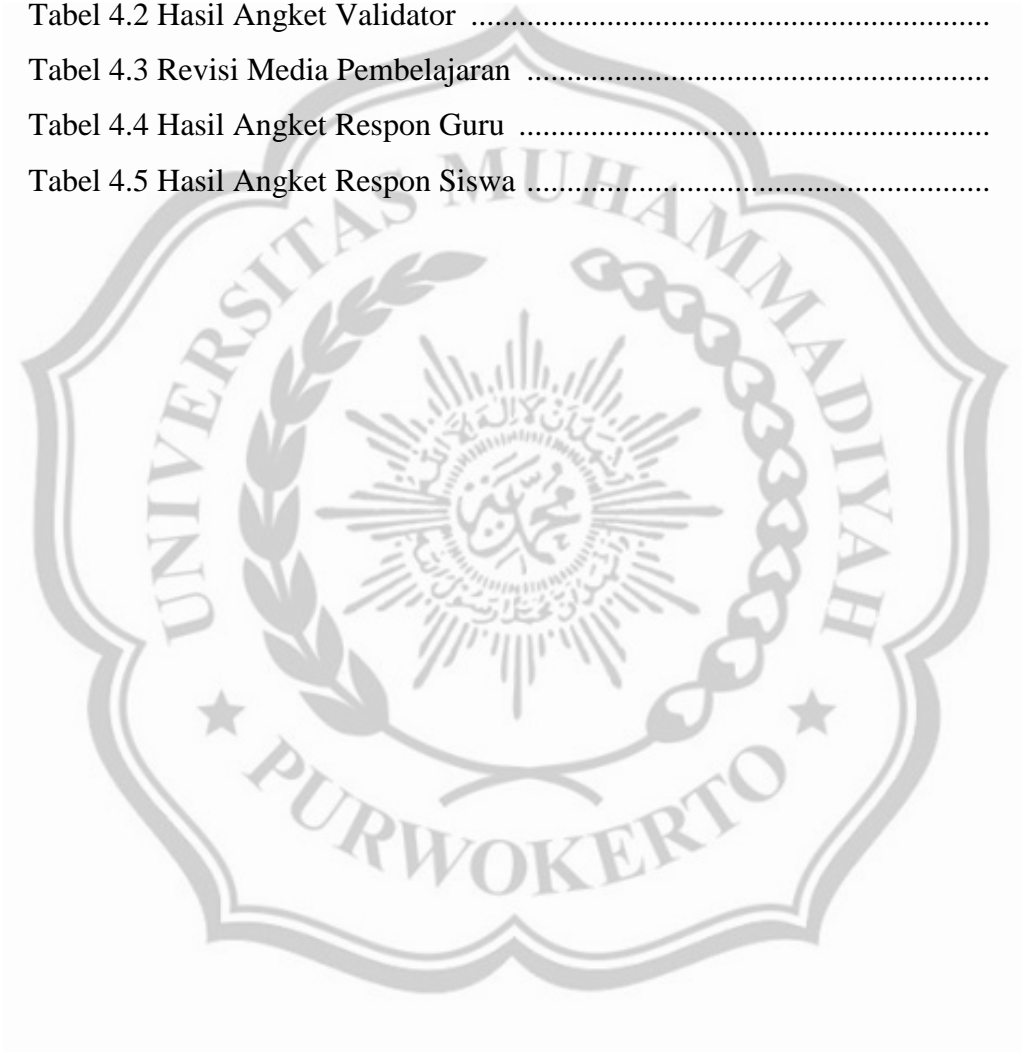 Tabel 4.2 Hasil Angket Validator ..................................................................
Tabel 4.3 Revisi Media Pembelajaran ...........................................................
Tabel 4.4 Hasil Angket Respon Guru ............................................................
Tabel 4.5 Hasil Angket Respon Siswa ...........................................................
UNIVERSITAS MUHAMMADIYAH
محمد
PURWOKERTO